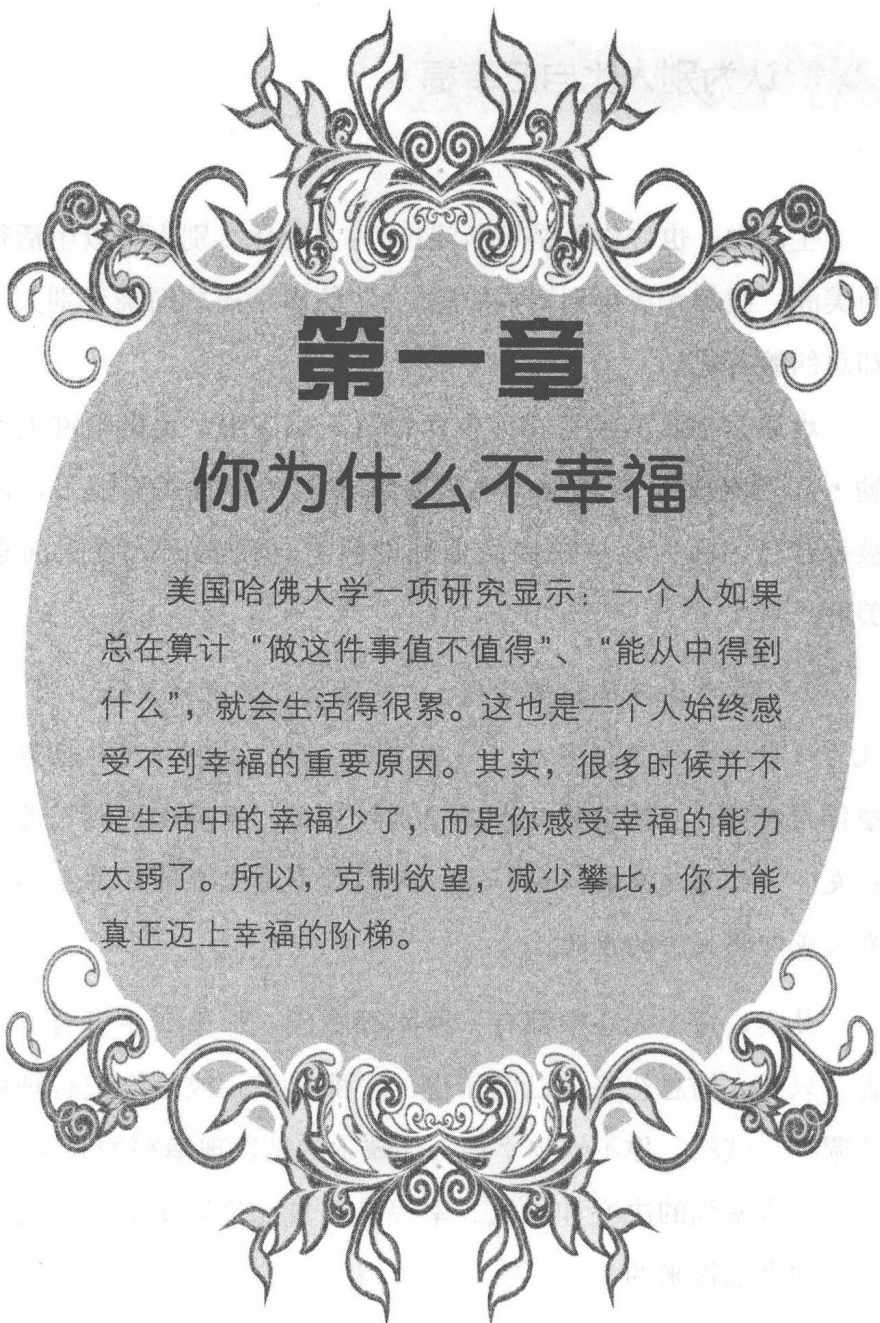 第一章
你为什么不幸福
美国哈佛大学一项研究显示：一个人如果
总在算计“做这件事值不值得”、“能从中得到
什么”，就会生活得很累。这也是一个人始终感
受不到幸福的重要原因。其实，很多时候并不
是生活中的幸福少了，而是你感受幸福的能力
太弱了。所以，克制欲望，减少攀比，你才能
真正迈上幸福的阶梯。